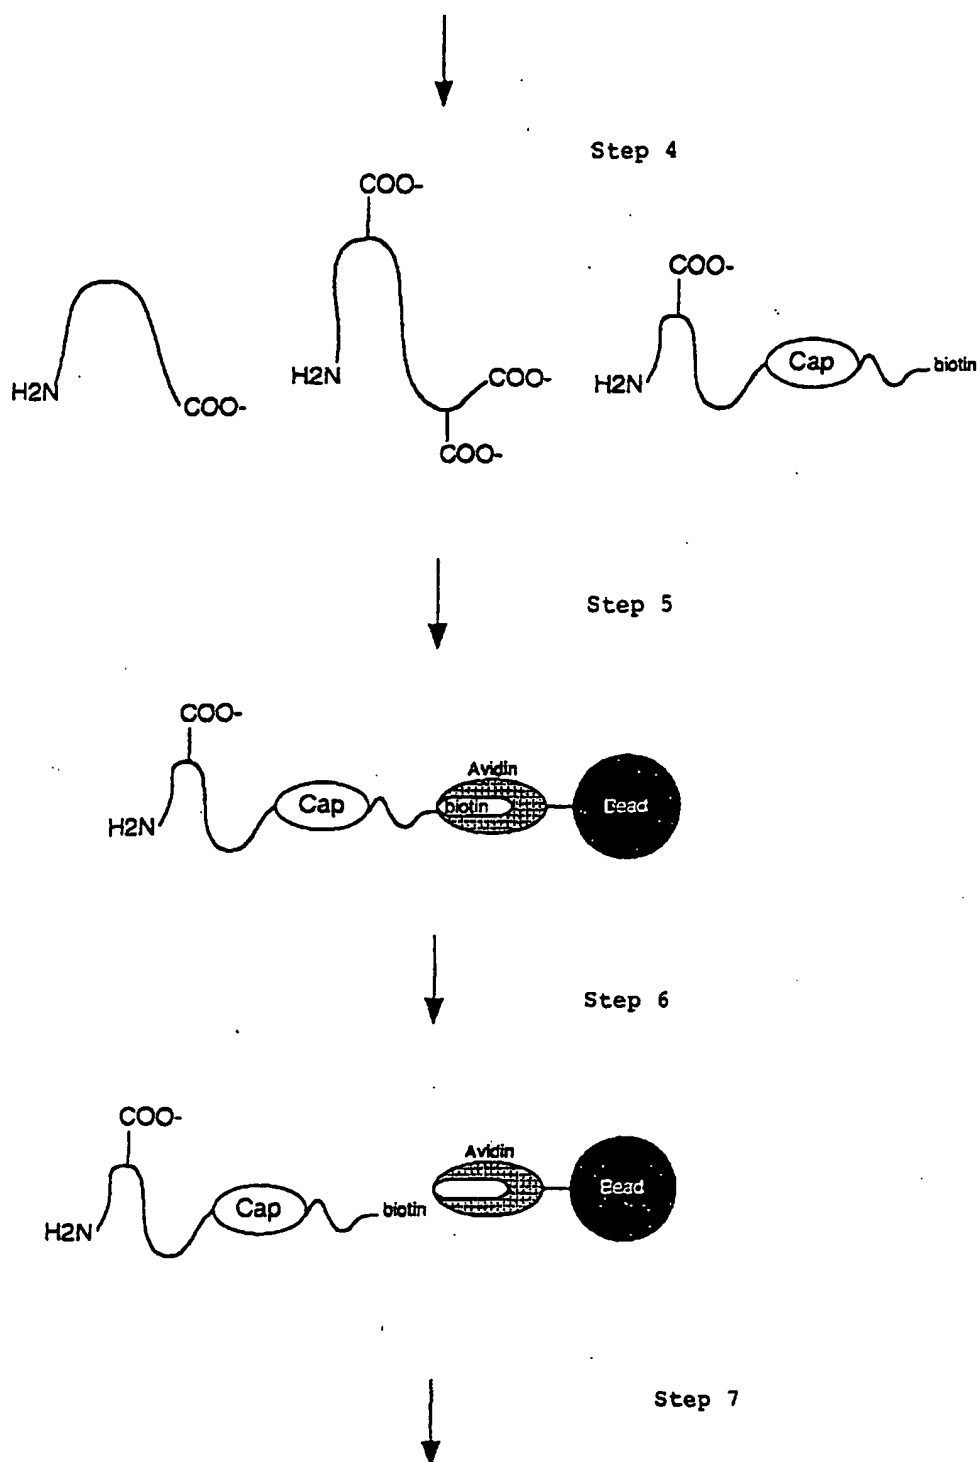 Step 4
COO-
COO-
Cap
biotin
H2N
COO-
H2N
COO-
H2N
COO-
Step 5
COO-
Avidin
Cap
biotin
Bead
H2N
Step 6
COO-
Avidin
Cap
biotin
Bead
H2N
Step 7